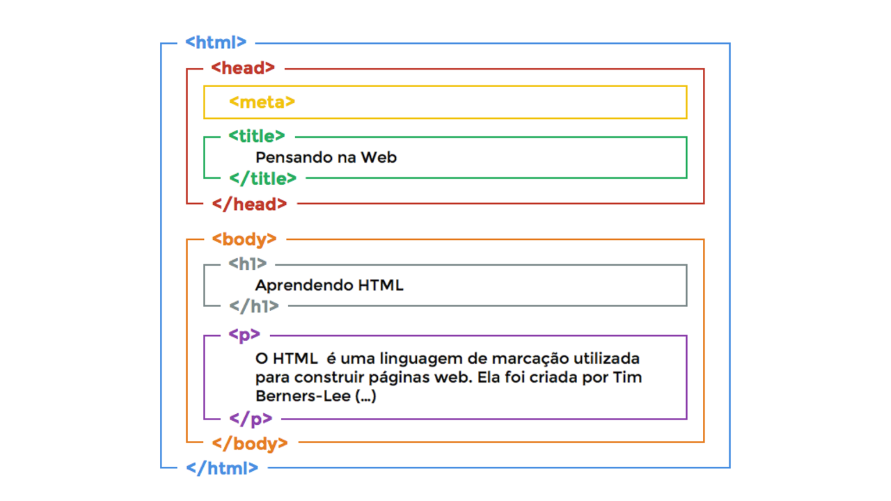 <html>
<head>
<meta>
<title>
Pensando na Web
</title>
</head>
<body>
<h1>
Aprendendo HTML
</h1>
<p>
O HTML é uma linguagem de marcação utilizada
para construir páginas web. Ela foi criada por Tim
Berners-Lee (...)
</p>
</body>
</html>